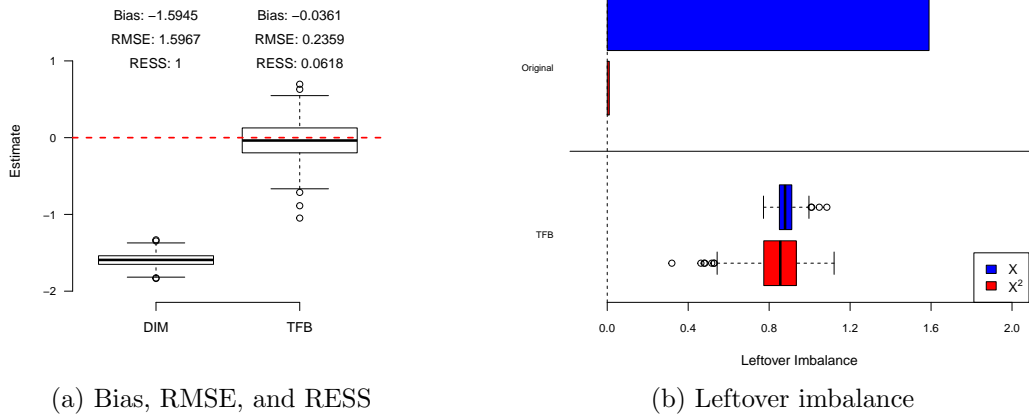 Bias: −1.5945 Bias: −0.0361
RMSE: 1.5967 RMSE: 0.2359
RESS: 1 RESS: 0.0618
1
0
−1
−2
Estimate
DIM TFB
(a) Bias, RMSE, and RESS
Original
TFB
X
X²
0.0 0.4 0.8 1.2 1.6 2.0
Leftover Imbalance
(b) Leftover imbalance